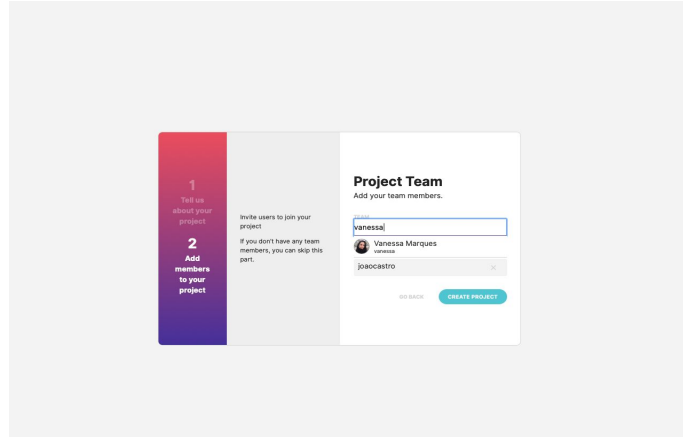 1
Tell us
about your
project
2
Add
members
to your
project
Invite users to join your
project
If you don't have any team
members, you can skip this
part.
Project Team
Add your team members.
TEAM
vanessa
Vanessa Marques
vanessa
joaocastro
GO BACK
CREATE PROJECT